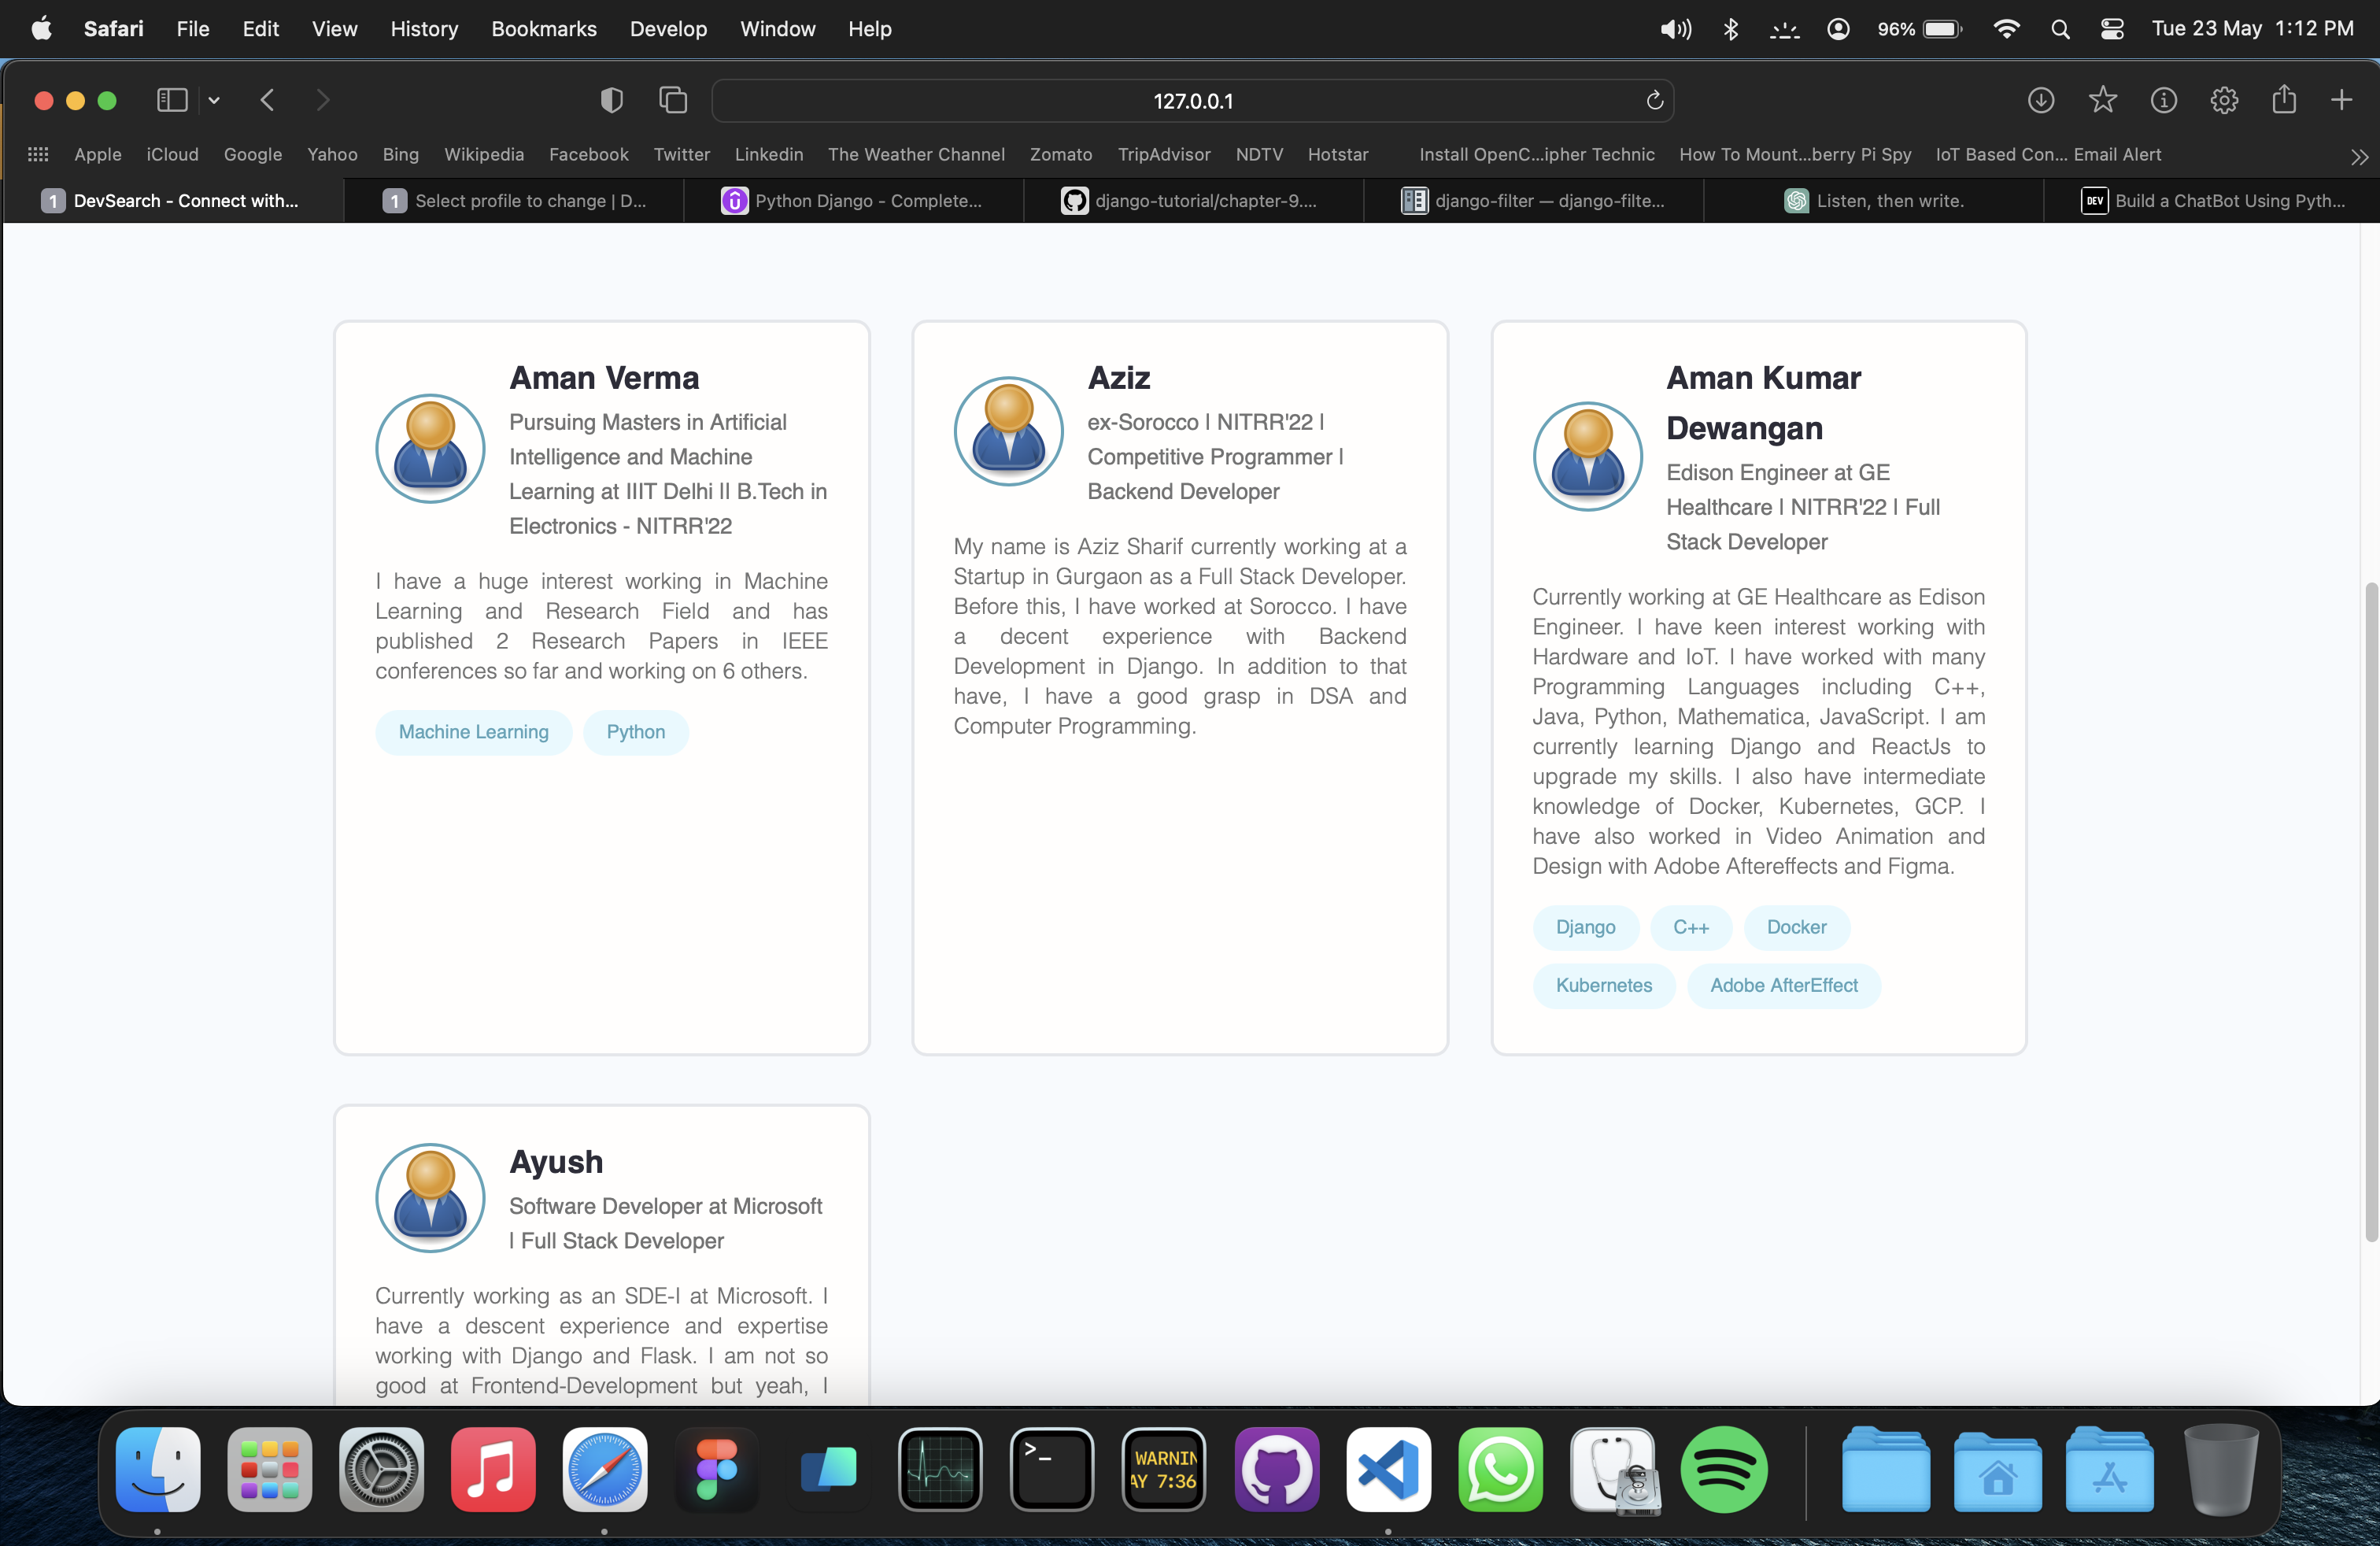 Safari File Edit View History Bookmarks Develop Window Help 96% Tue 23 May 1:12 PM
127.0.0.1
Apple iCloud Google Yahoo Bing Wikipedia Facebook Twitter Linkedin The Weather Channel Zomato TripAdvisor NDTV Hotstar Install OpenC...ipher Technic How To Mount...berry Pi Spy IoT Based Con... Email Alert
1 DevSearch - Connect with... 1 Select profile to change | D... Python Django - Complete... django-tutorial/chapter-9.... django-filter — django-filte... Listen, then write. DEV Build a ChatBot Using Pyth...
Aman Verma
Pursuing Masters in Artificial
Intelligence and Machine
Learning at IIIT Delhi || B.Tech in
Electronics - NITRR'22
I have a huge interest working in Machine
Learning and Research Field and has
published 2 Research Papers in IEEE
conferences so far and working on 6 others.
Machine Learning Python
Aziz
ex-Sorocco | NITRR'22 |
Competitive Programmer |
Backend Developer
My name is Aziz Sharif currently working at a
Startup in Gurgaon as a Full Stack Developer.
Before this, I have worked at Sorocco. I have
a decent experience with Backend
Development in Django. In addition to that
have, I have a good grasp in DSA and
Computer Programming.
Aman Kumar
Dewangan
Edison Engineer at GE
Healthcare | NITRR'22 | Full
Stack Developer
Currently working at GE Healthcare as Edison
Engineer. I have keen interest working with
Hardware and IoT. I have worked with many
Programming Languages including C++,
Java, Python, Mathematica, JavaScript. I am
currently learning Django and ReactJs to
upgrade my skills. I also have intermediate
knowledge of Docker, Kubernetes, GCP. I
have also worked in Video Animation and
Design with Adobe Aftereffects and Figma.
Django C++ Docker
Kubernetes Adobe AfterEffect
Ayush
Software Developer at Microsoft
| Full Stack Developer
Currently working as an SDE-I at Microsoft. I
have a descent experience and expertise
working with Django and Flask. I am not so
good at Frontend-Development but yeah, I
>_
WARNIN
AY 7:36